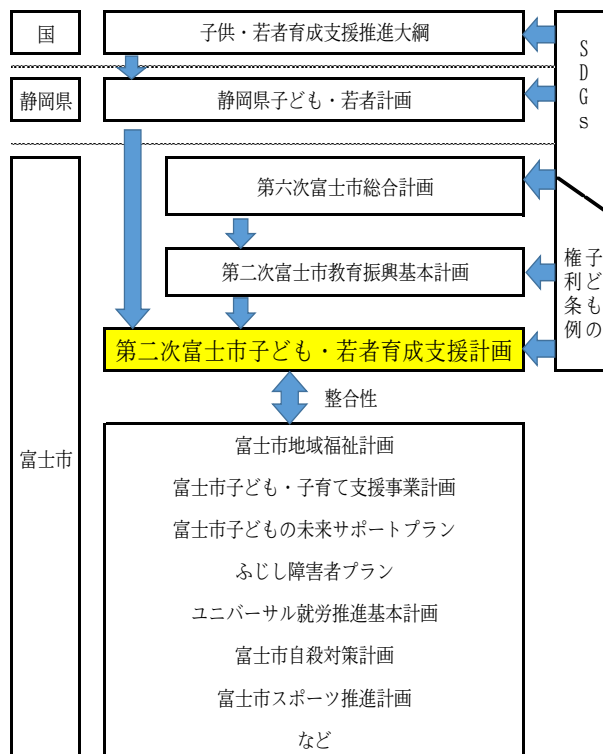 国
子供・若者育成支援推進大綱
静岡県
静岡県子ども・若者計画
SDGs
富士市
第六次富士市総合計画
第二次富士市教育振興基本計画
子どもの
権利条例
第二次富士市子ども・若者育成支援計画
整合性
富士市地域福祉計画
富士市子ども・子育て支援事業計画
富士市子どもの未来サポートプラン
ふじし障害者プラン
ユニバーサル就労推進基本計画
富士市自殺対策計画
富士市スポーツ推進計画
など